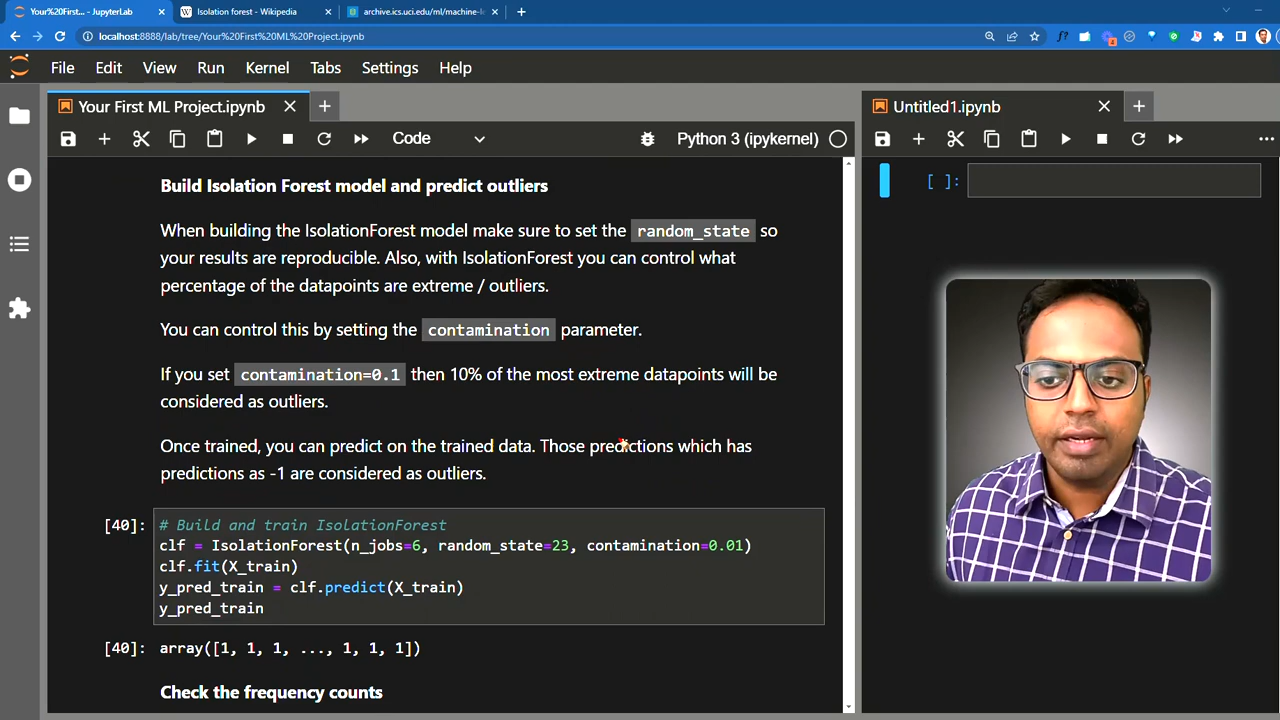 Your%20First... - JupyterLab
Isolation forest - Wikipedia
archive.ics.uci.edu/ml/machine-l
localhost:8888/lab/tree/Your%20First%20ML%20Project.ipynb
File Edit View Run Kernel Tabs Settings Help
Your First ML Project.ipynb
Untitled1.ipynb
Code
Python 3 (ipykernel)
[ ]:
Build Isolation Forest model and predict outliers
When building the IsolationForest model make sure to set the random_state so
your results are reproducible. Also, with IsolationForest you can control what
percentage of the datapoints are extreme / outliers.
You can control this by setting the contamination parameter.
If you set contamination=0.1 then 10% of the most extreme datapoints will be
considered as outliers.
Once trained, you can predict on the trained data. Those predictions which has
predictions as -1 are considered as outliers.
[40]: # Build and train IsolationForest
clf = IsolationForest(n_jobs=6, random_state=23, contamination=0.01)
clf.fit(X_train)
y_pred_train = clf.predict(X_train)
y_pred_train
[40]: array([1, 1, 1, ..., 1, 1, 1])
Check the frequency counts